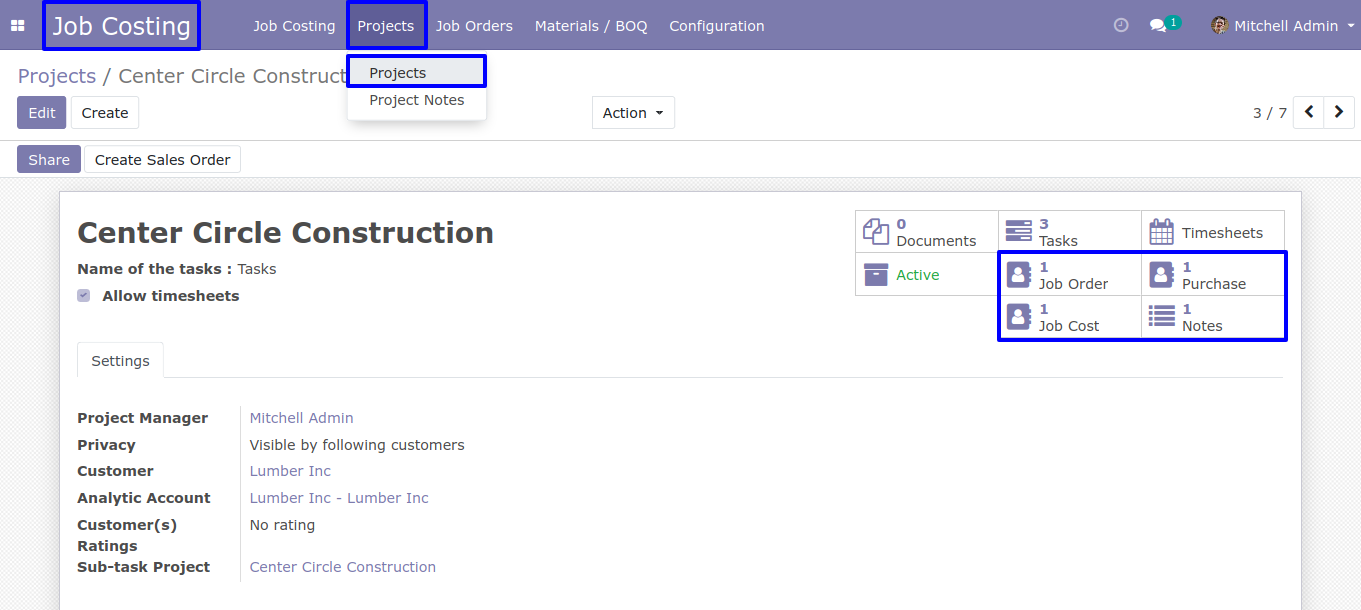 Job Costing Job Costing Projects Job Orders Materials / BOQ Configuration 1 Mitchell Admin
Projects / Center Circle Construct
Projects
Project Notes
Edit Create Action 3 / 7
Share Create Sales Order
Center Circle Construction
Name of the tasks : Tasks
Allow timesheets
0 Documents
3 Tasks
Timesheets
Active
1 Job Order
1 Purchase
1 Job Cost
1 Notes
Settings
Project Manager Mitchell Admin
Privacy Visible by following customers
Customer Lumber Inc
Analytic Account Lumber Inc - Lumber Inc
Customer(s) No rating
Ratings
Sub-task Project Center Circle Construction